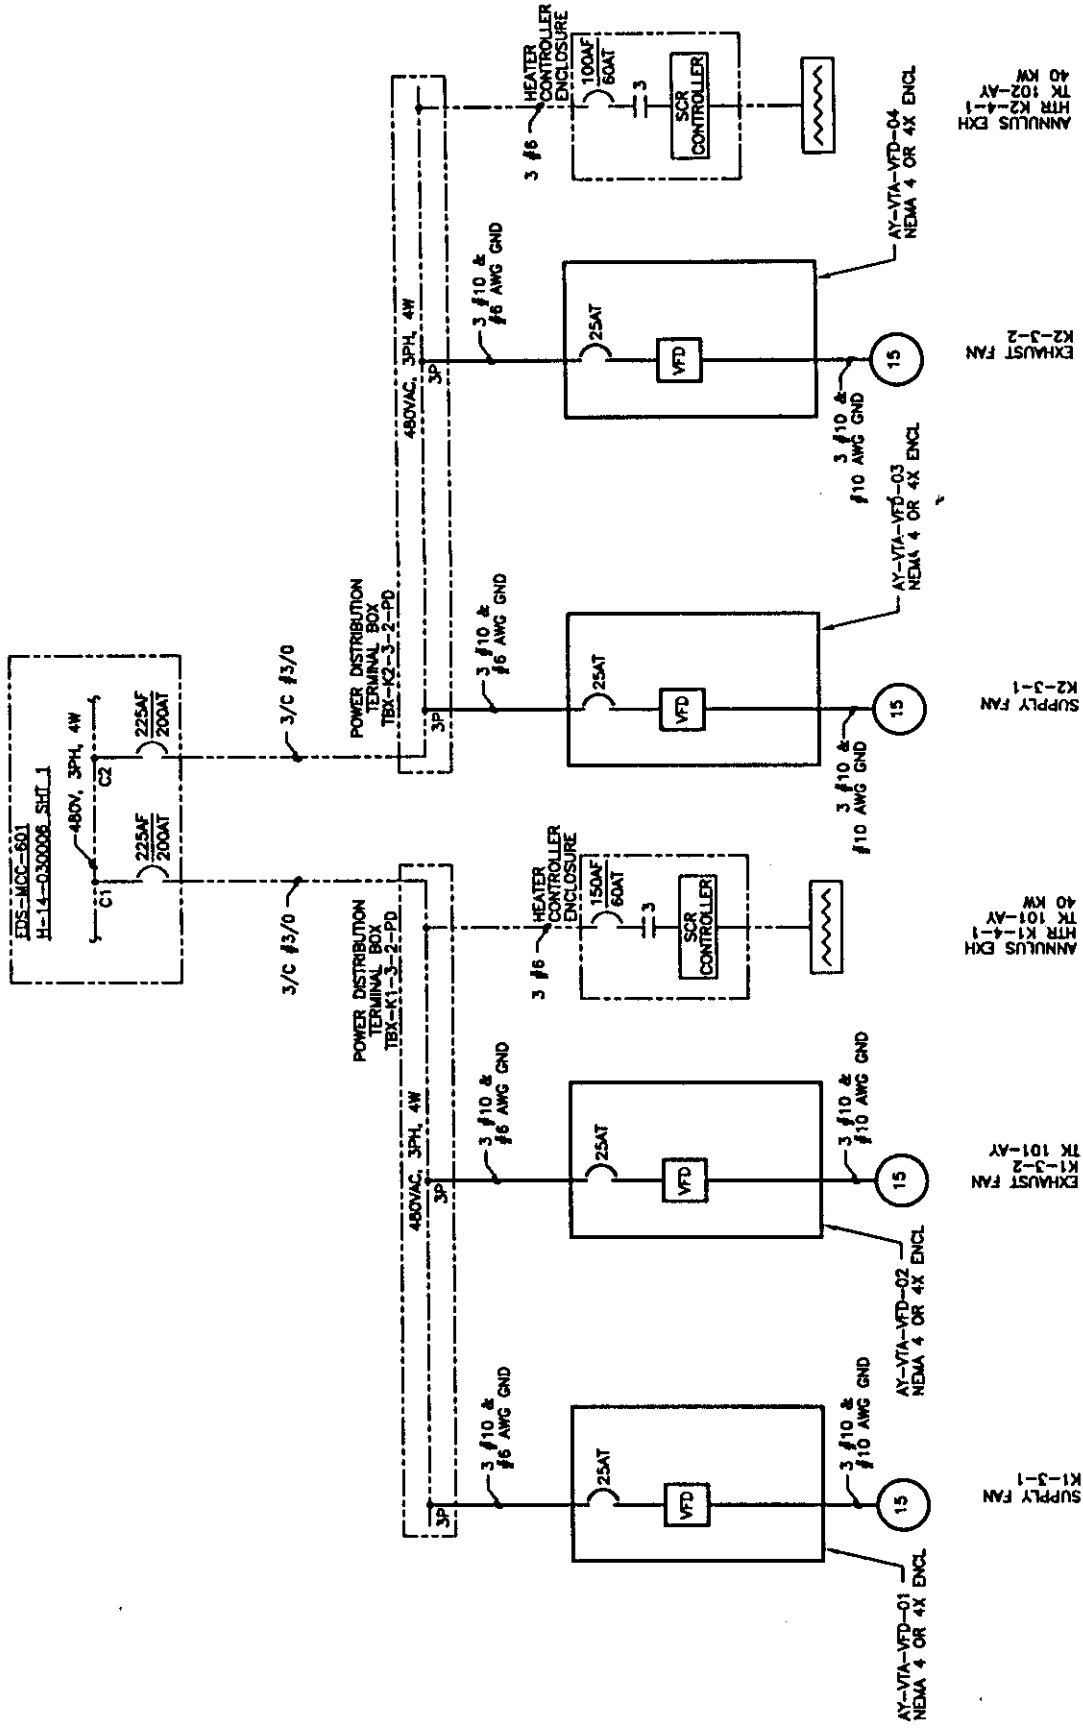 EDS-MCC-601
H-14-030006 SHT 1
480V, 3PH, 4W
C1
C2
225AF
200AT
225AF
200AT
3/C #3/0
3/C #3/0
POWER DISTRIBUTION
TERMINAL BOX
TBX-K1-3-2-PD
480VAC, 3PH, 4W
3P
3P
POWER DISTRIBUTION
TERMINAL BOX
TBX-K2-3-2-PD
480VAC, 3PH, 4W
3P
3P
3 #10 &
#6 AWG GND
25AT
VFD
3 #10 &
#10 AWG GND
15
AY-VTA-VFD-01
NEMA 4 OR 4X ENCL
SUPPLY FAN
K1-3-1
3 #10 &
#6 AWG GND
25AT
VFD
3 #10 &
#10 AWG GND
15
AY-VTA-VFD-02
NEMA 4 OR 4X ENCL
EXHAUST FAN
K1-3-2
TK 101-AY
3 #6
HEATER
CONTROLLER
ENCLOSURE
150AF
60AT
3
SCR
CONTROLLER
ANNULUS EXH
HTR K1-4-1
TK 101-AY
40 KW
3 #10 &
#6 AWG GND
25AT
VFD
3 #10 &
#10 AWG GND
15
AY-VTA-VFD-03
NEMA 4 OR 4X ENCL
SUPPLY FAN
K2-3-1
3 #10 &
#6 AWG GND
25AT
VFD
3 #10 &
#10 AWG GND
15
AY-VTA-VFD-04
NEMA 4 OR 4X ENCL
EXHAUST FAN
K2-3-2
3 #6
HEATER
CONTROLLER
ENCLOSURE
100AF
60AT
3
SCR
CONTROLLER
ANNULUS EXH
HTR K2-4-1
TK 102-AY
40 KW